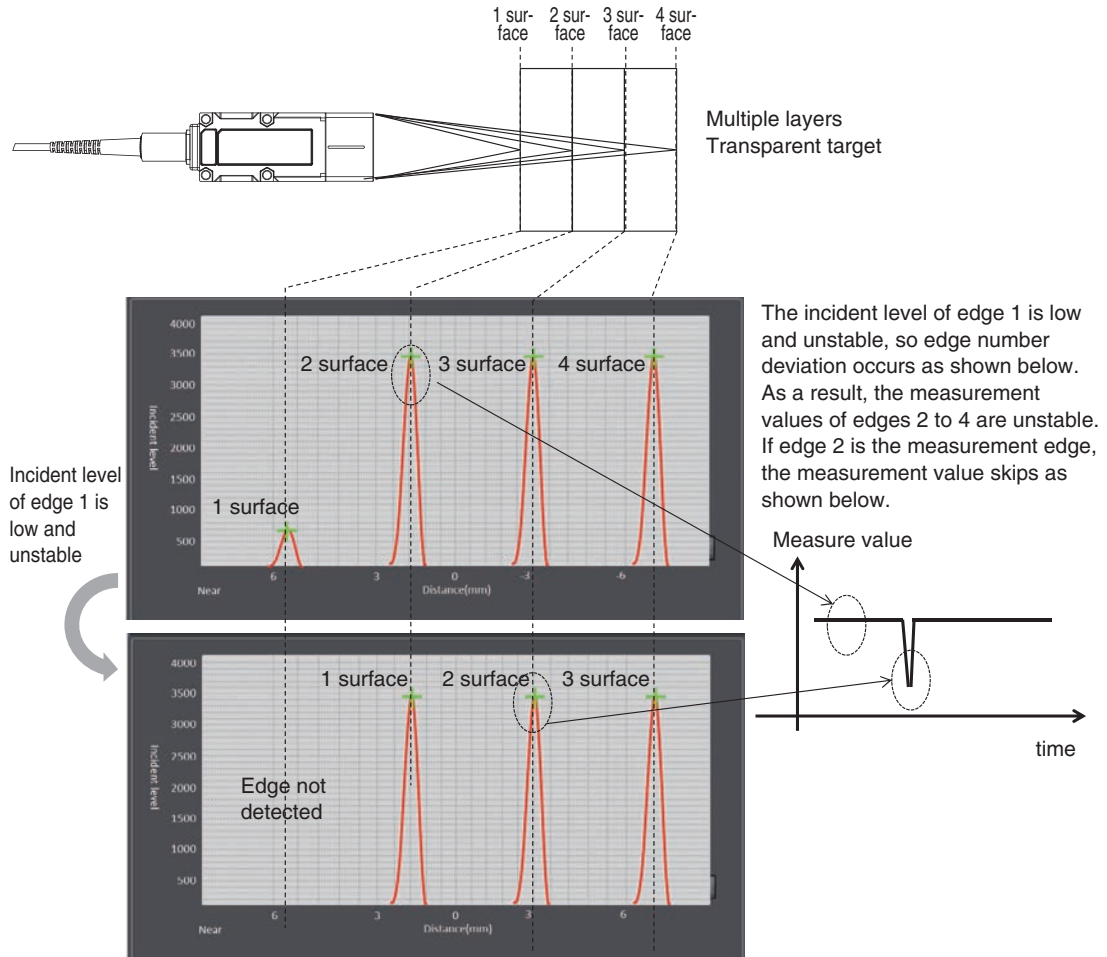 1 sur-
face
2 sur-
face
3 sur-
face
4 sur-
face
Multiple layers
Transparent target
The incident level of edge 1 is low
and unstable, so edge number
deviation occurs as shown below.
As a result, the measurement
values of edges 2 to 4 are unstable.
If edge 2 is the measurement edge,
the measurement value skips as
shown below.
Incident level
of edge 1 is
low and
unstable
4000
3500
3000
2500
2000
1500
1000
500
Incident level
1 surface
2 surface
3 surface
4 surface
6
3
0
-3
-6
Near
Distance(mm)
Measure value
time
4000
3500
3000
2500
2000
1500
1000
500
Incident level
1 surface
2 surface
3 surface
Edge not
detected
6
3
0
3
6
Near
Distance(mm)